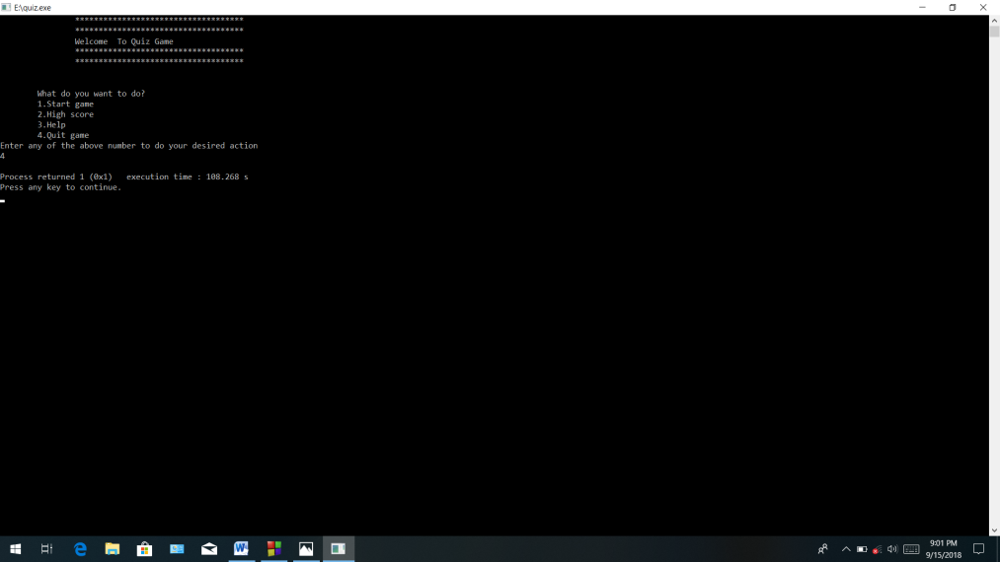 E:\quiz.exe
************************************
************************************
Welcome  To Quiz Game
************************************
************************************
What do you want to do?
1.Start game
2.High score
3.Help
4.Quit game
Enter any of the above number to do your desired action
4
Process returned 1 (0x1)   execution time : 108.268 s
Press any key to continue.
9:01 PM
9/15/2018